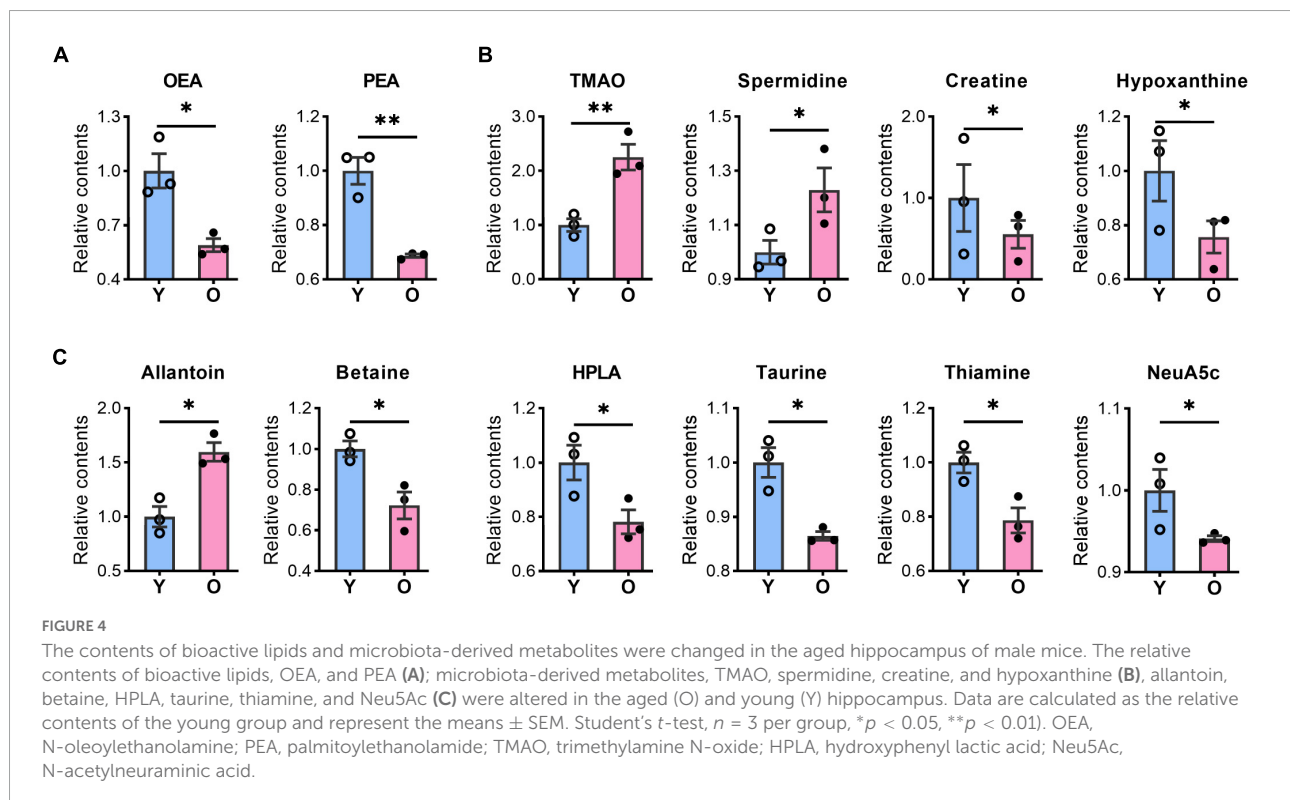 A
B
OEA
PEA
TMAO
Spermidine
Creatine
Hypoxanthine
Relative contents
1.3
1.0
0.7
0.4
*
Y
O
Relative contents
1.2
1.0
0.8
0.6
**
Y
O
Relative contents
3.0
2.0
1.0
0.0
**
Y
O
Relative contents
1.5
1.3
1.1
0.9
*
Y
O
Relative contents
2.0
1.0
0.0
*
Y
O
Relative contents
1.2
1.0
0.8
0.6
*
Y
O
C
Allantoin
Betaine
HPLA
Taurine
Thiamine
NeuA5c
Relative contents
2.0
1.5
1.0
0.5
*
Y
O
Relative contents
1.2
1.0
0.8
0.6
0.4
*
Y
O
Relative contents
1.2
1.0
0.8
0.6
*
Y
O
Relative contents
1.1
1.0
0.9
0.8
*
Y
O
Relative contents
1.2
1.0
0.8
0.6
*
Y
O
Relative contents
1.1
1.0
0.9
*
Y
O
FIGURE 4
The contents of bioactive lipids and microbiota-derived metabolites were changed in the aged hippocampus of male mice. The relative
contents of bioactive lipids, OEA, and PEA (A); microbiota-derived metabolites, TMAO, spermidine, creatine, and hypoxanthine (B), allantoin,
betaine, HPLA, taurine, thiamine, and Neu5Ac (C) were altered in the aged (O) and young (Y) hippocampus. Data are calculated as the relative
contents of the young group and represent the means ± SEM. Student's t-test, n = 3 per group, *p < 0.05, **p < 0.01). OEA,
N-oleoylethanolamine; PEA, palmitoylethanolamide; TMAO, trimethylamine N-oxide; HPLA, hydroxyphenyl lactic acid; Neu5Ac,
N-acetylneuraminic acid.